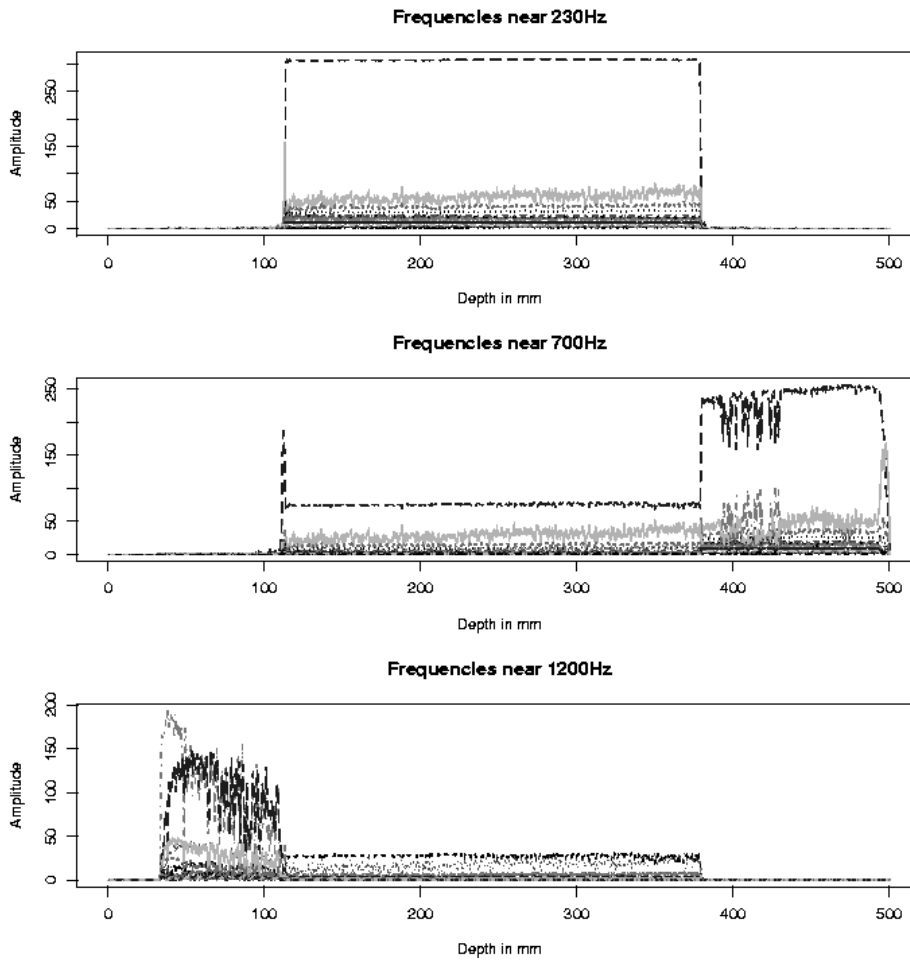 Frequencies near 230Hz
Amplitude
250
150
50
0
0 100 200 300 400 500
Depth in mm
Frequencies near 700Hz
Amplitude
250
150
50
0
0 100 200 300 400 500
Depth in mm
Frequencies near 1200Hz
Amplitude
200
150
100
50
0
0 100 200 300 400 500
Depth in mm